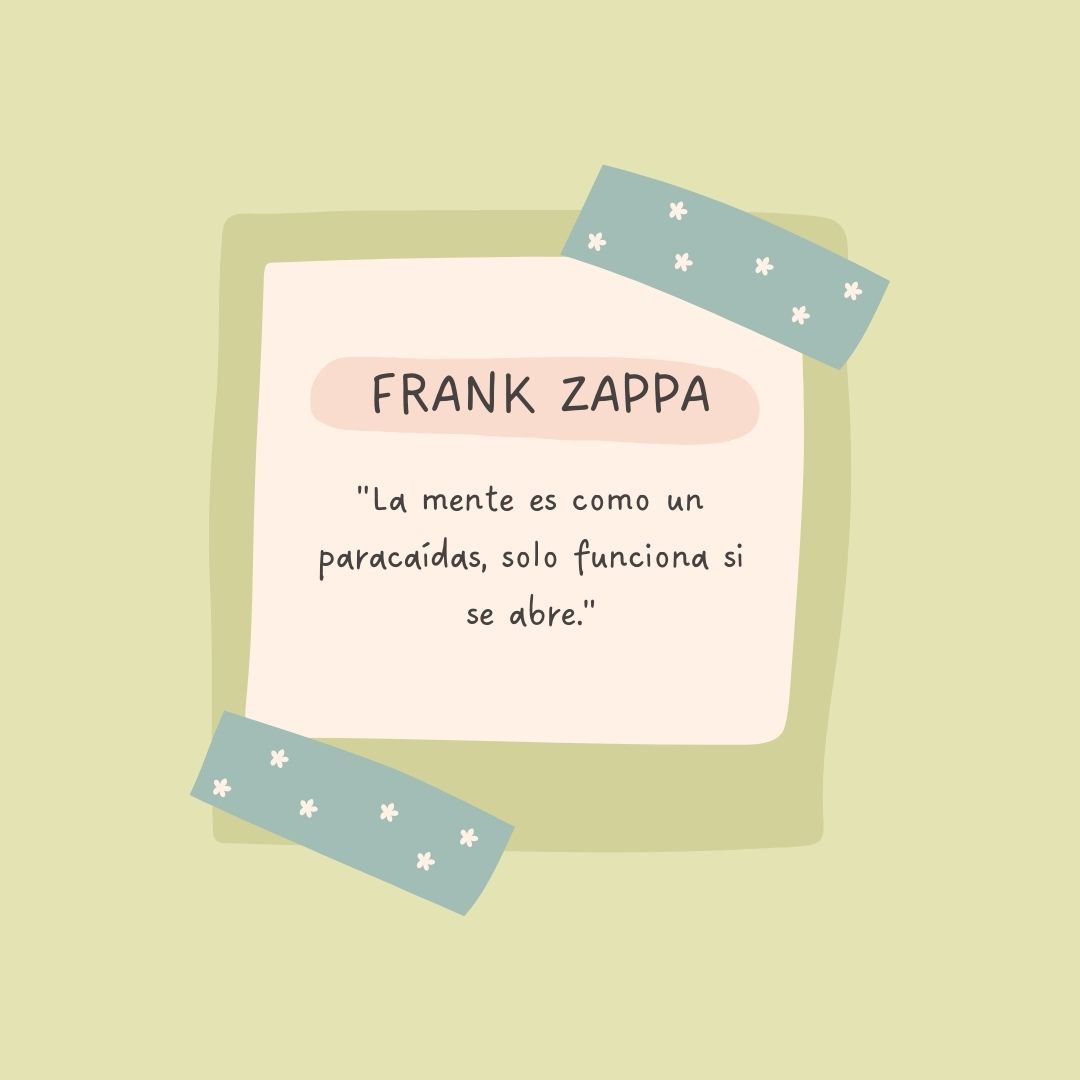 FRANK ZAPPA
"La mente es como un
paracaídas, solo funciona si
se abre."